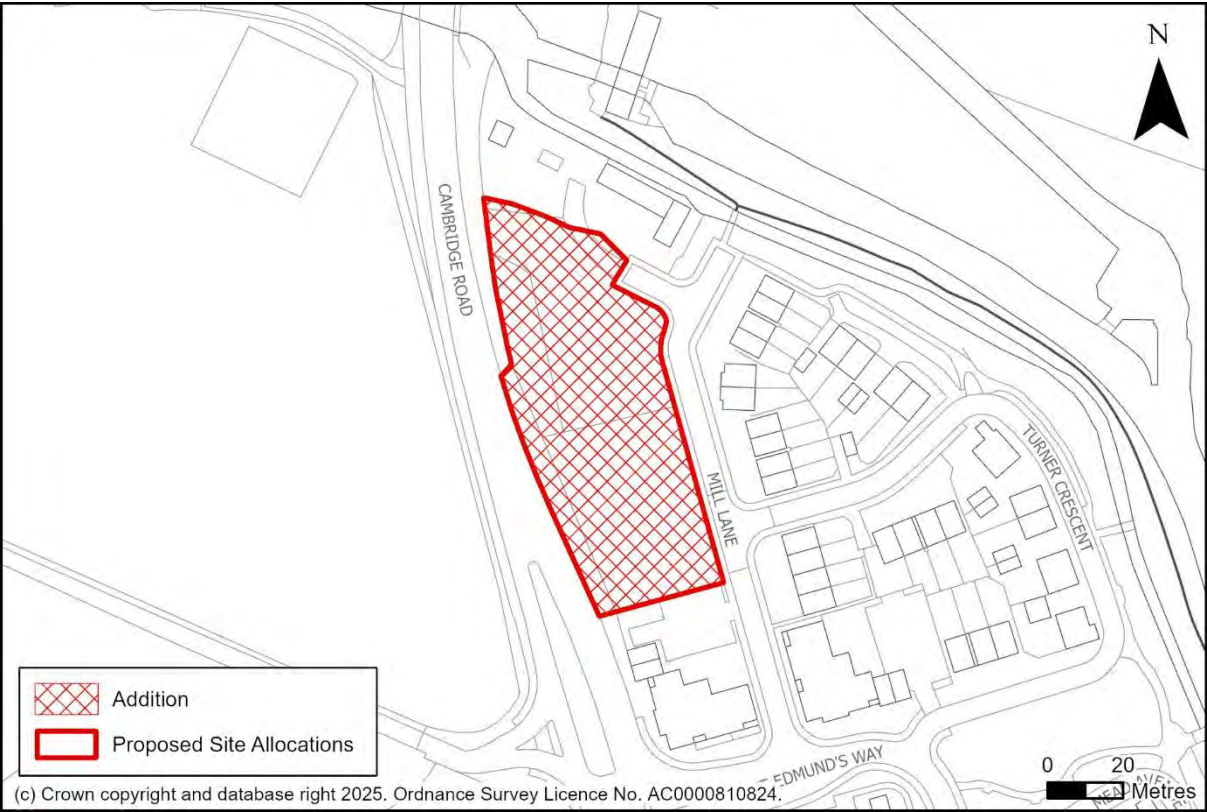 N
CAMBRIDGE ROAD
MILL LANE
TURNER CRESCENT
EDMUND'S WAY
Addition
Proposed Site Allocations
0 20
Metres
(c) Crown copyright and database right 2025. Ordnance Survey Licence No. AC0000810824.